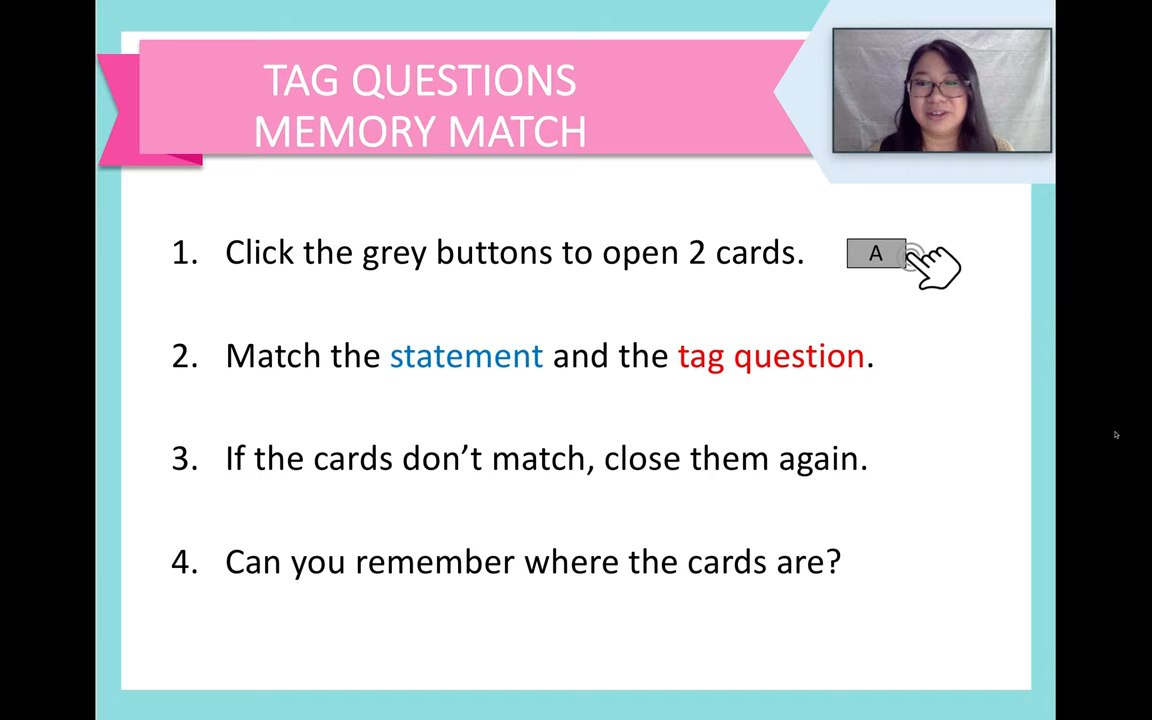 TAG QUESTIONS
MEMORY MATCH
1. Click the grey buttons to open 2 cards.
A
2. Match the statement and the tag question.
3. If the cards don’t match, close them again.
4. Can you remember where the cards are?